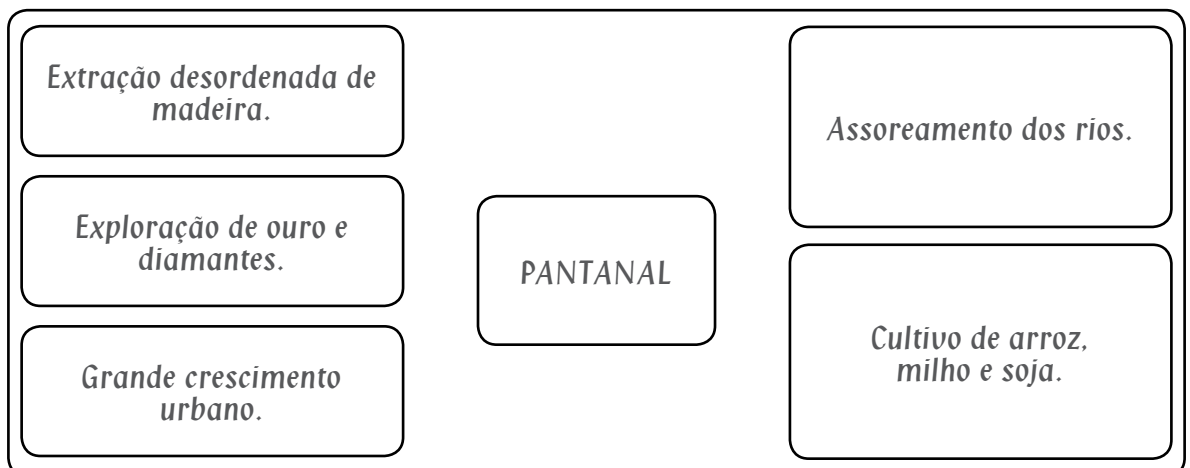 Extração desordenada de
madeira.
Exploração de ouro e
diamantes.
Grande crescimento
urbano.
PANTANAL
Assoreamento dos rios.
Cultivo de arroz,
milho e soja.